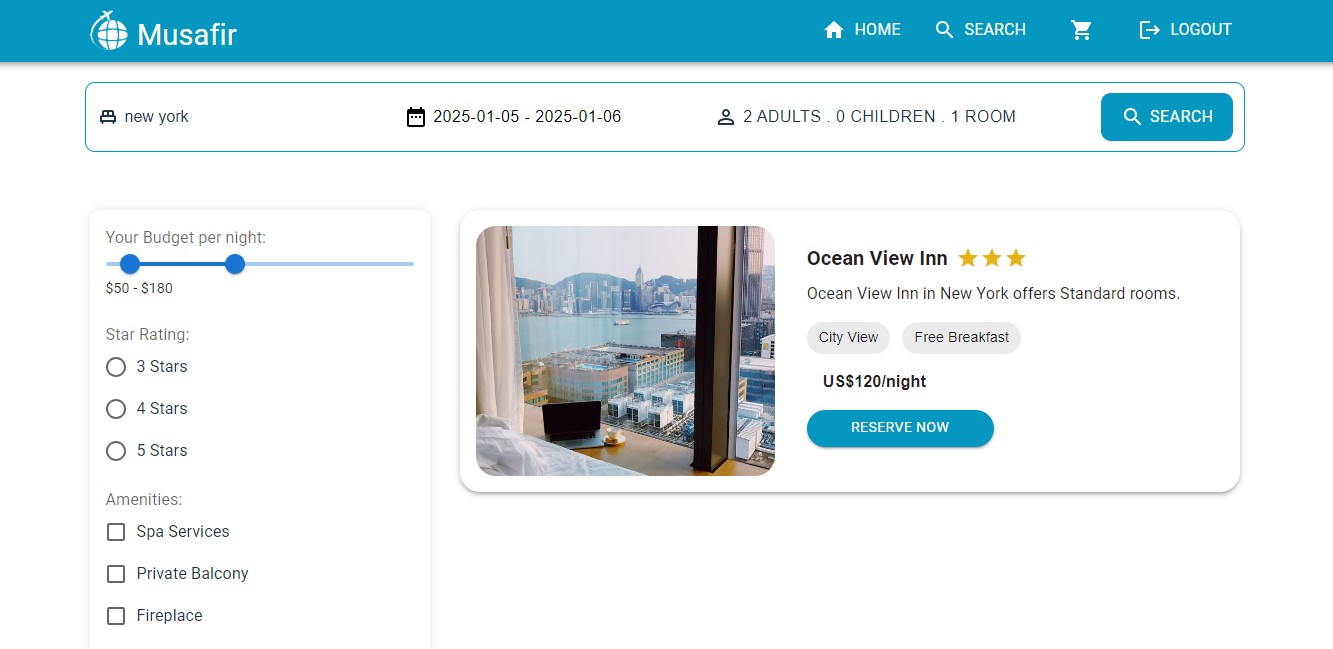 Musafir
HOME SEARCH LOGOUT
new york 2025-01-05 - 2025-01-06 2 ADULTS . 0 CHILDREN . 1 ROOM SEARCH
Your Budget per night:
$50 - $180
Star Rating:
3 Stars
4 Stars
5 Stars
Amenities:
Spa Services
Private Balcony
Fireplace
Ocean View Inn
Ocean View Inn in New York offers Standard rooms.
City View Free Breakfast
US$120/night
RESERVE NOW